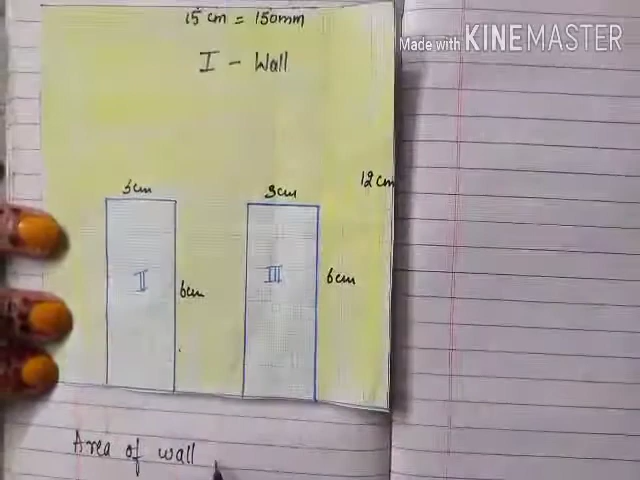 15 cm = 150mm
Made with KINEMASTER
I - Wall
12 cm
3cm
3cm
II
6cm
III
6cm
Area of wall